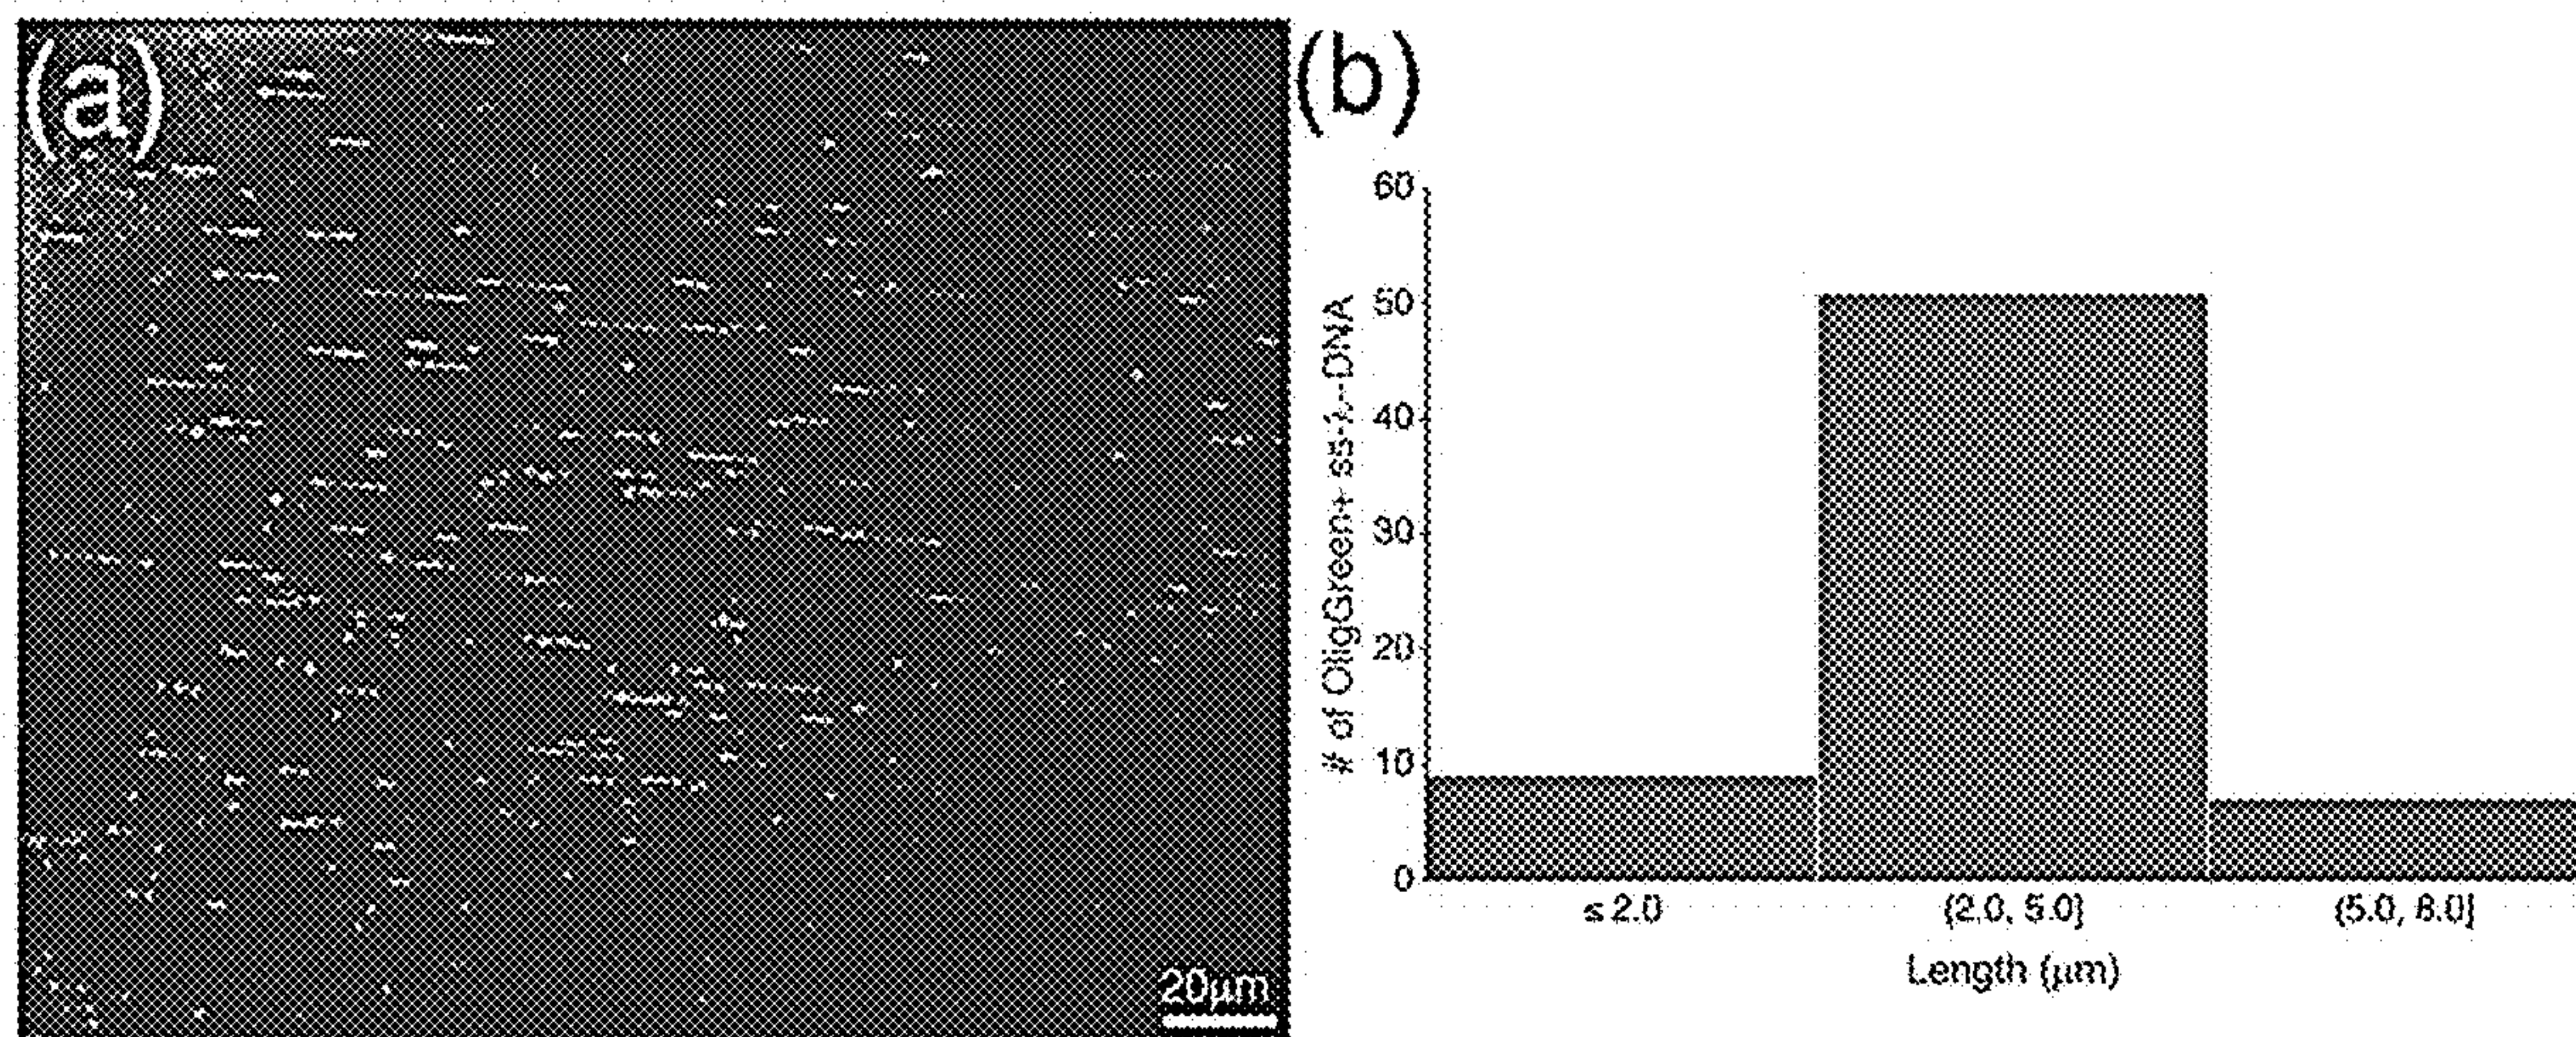 (a)
20μm
(b)
# of OligGreen+ ss-λ-DNA
60
50
40
30
20
10
0
≤ 2.0
(2.0, 5.0]
(5.0, 8.0]
Length (μm)